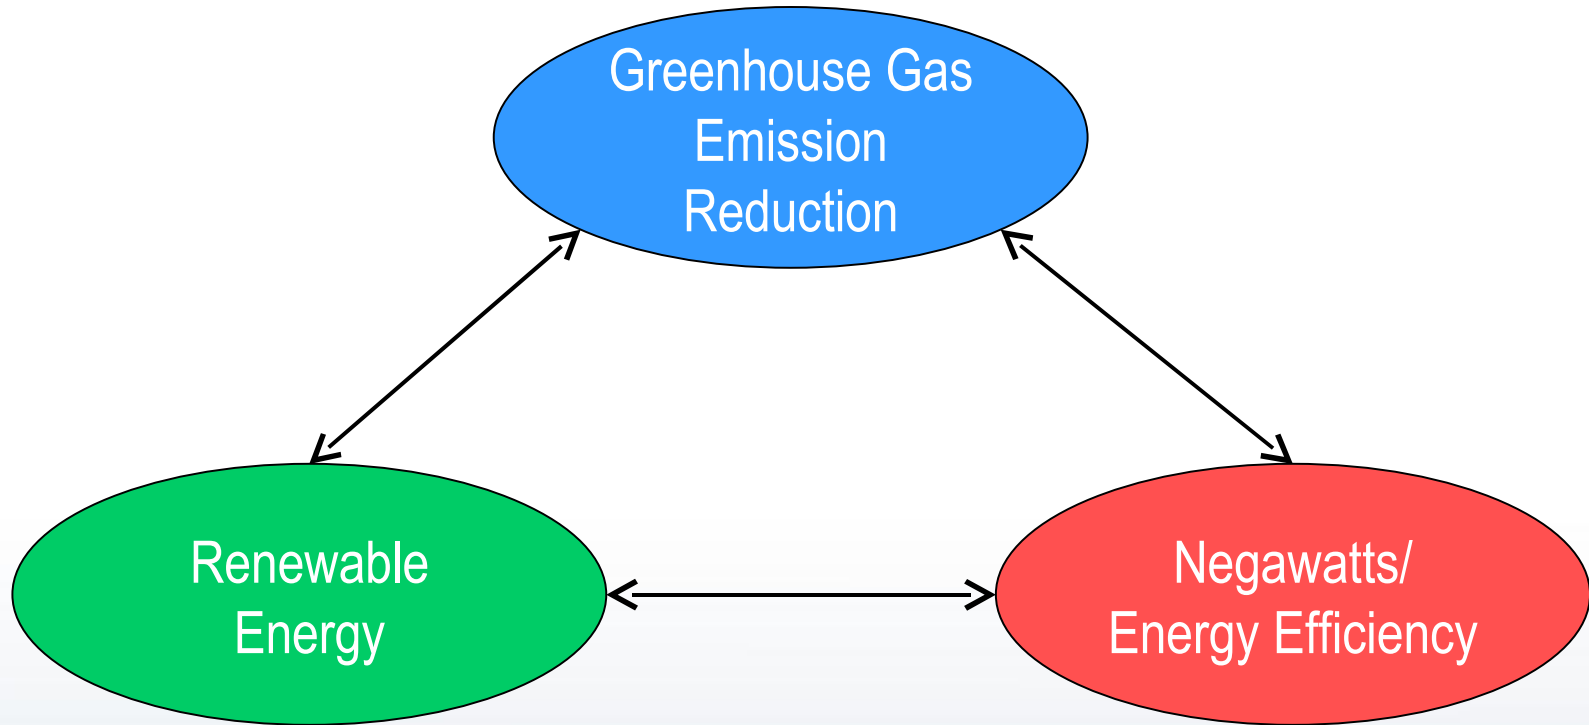 Greenhouse Gas
Emission
Reduction
Renewable
Energy
Negawatts/
Energy Efficiency